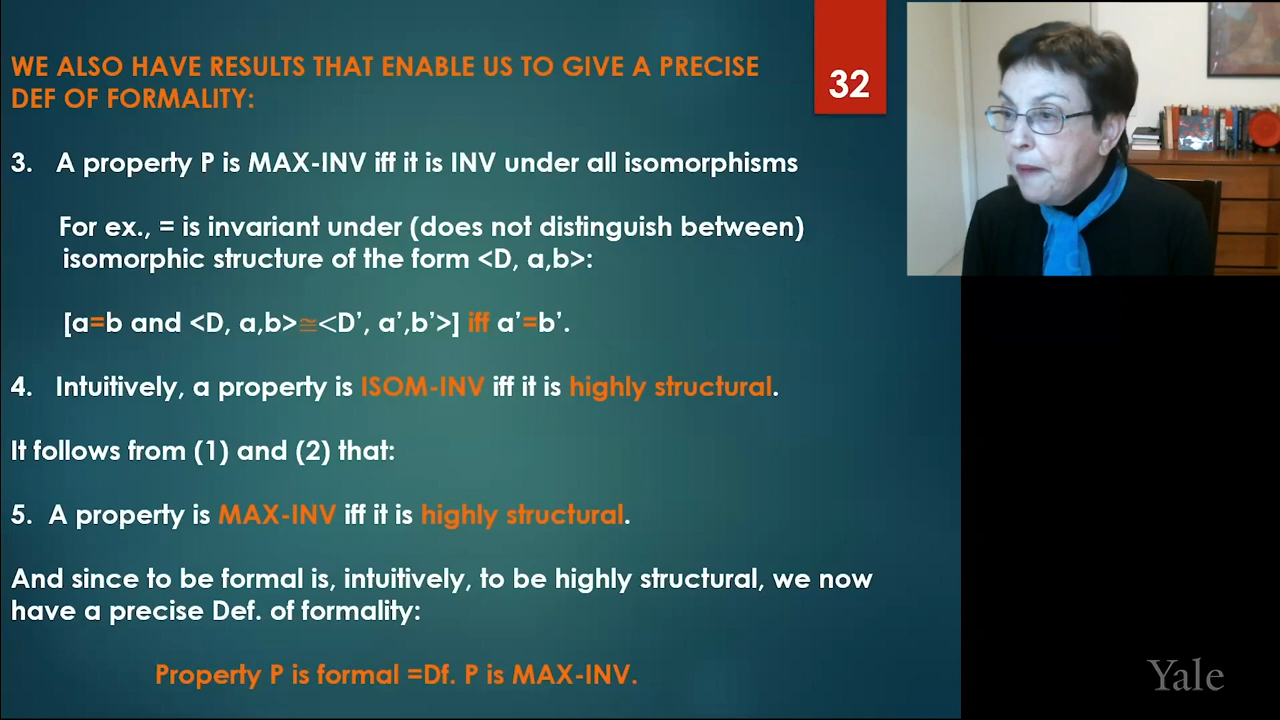 WE ALSO HAVE RESULTS THAT ENABLE US TO GIVE A PRECISE
DEF OF FORMALITY:
32
3. A property P is MAX-INV iff it is INV under all isomorphisms
For ex., = is invariant under (does not distinguish between)
isomorphic structure of the form <D, a,b>:
[a=b and <D, a,b>≅<D’, a’,b’>] iff a’=b’.
4. Intuitively, a property is ISOM-INV iff it is highly structural.
It follows from (1) and (2) that:
5. A property is MAX-INV iff it is highly structural.
And since to be formal is, intuitively, to be highly structural, we now
have a precise Def. of formality:
Property P is formal =Df. P is MAX-INV.
Yale